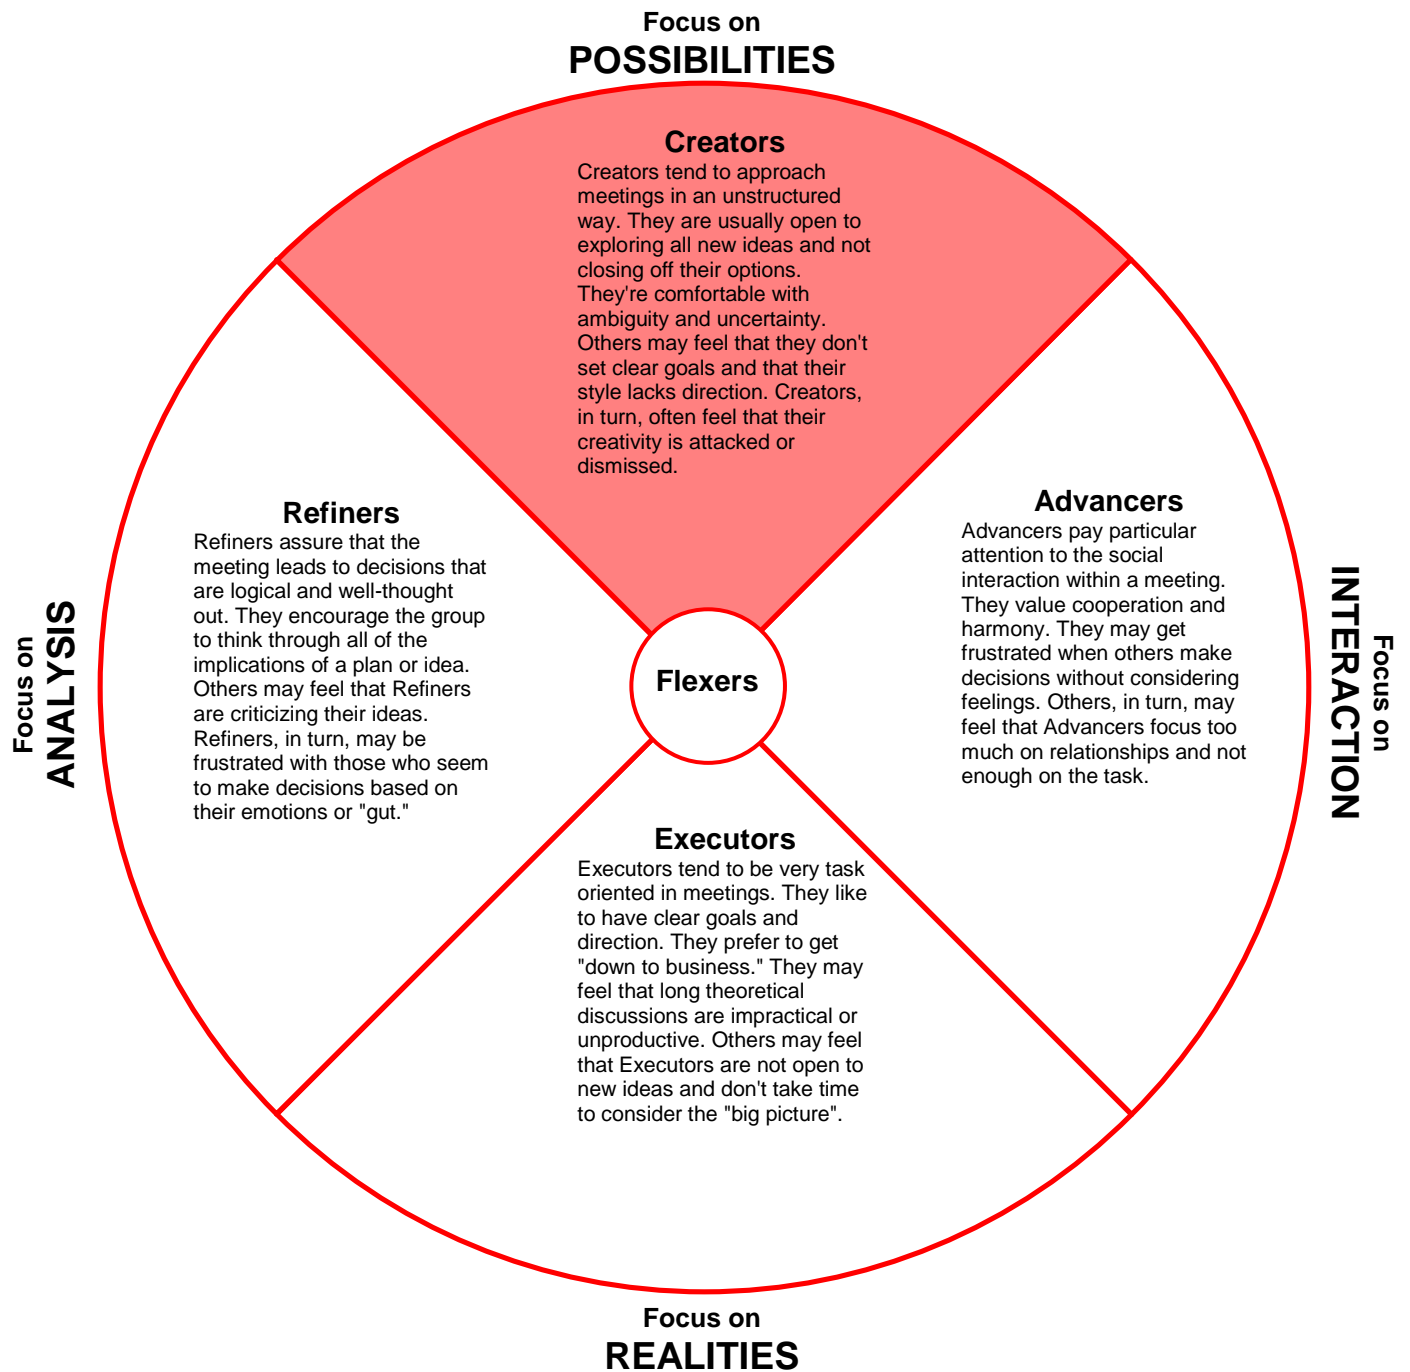 Focus on
POSSIBILITIES
Creators
Creators tend to approach
meetings in an unstructured
way. They are usually open to
exploring all new ideas and not
closing off their options.
They're comfortable with
ambiguity and uncertainty.
Others may feel that they don't
set clear goals and that their
style lacks direction. Creators,
in turn, often feel that their
creativity is attacked or
dismissed.
Focus on
ANALYSIS
Refiners
Refiners assure that the
meeting leads to decisions that
are logical and well-thought
out. They encourage the group
to think through all of the
implications of a plan or idea.
Others may feel that Refiners
are criticizing their ideas.
Refiners, in turn, may be
frustrated with those who seem
to make decisions based on
their emotions or "gut."
Flexers
Advancers
Advancers pay particular
attention to the social
interaction within a meeting.
They value cooperation and
harmony. They may get
frustrated when others make
decisions without considering
feelings. Others, in turn, may
feel that Advancers focus too
much on relationships and not
enough on the task.
Focus on
INTERACTION
Executors
Executors tend to be very task
oriented in meetings. They like
to have clear goals and
direction. They prefer to get
"down to business." They may
feel that long theoretical
discussions are impractical or
unproductive. Others may feel
that Executors are not open to
new ideas and don't take time
to consider the "big picture".
Focus on
REALITIES